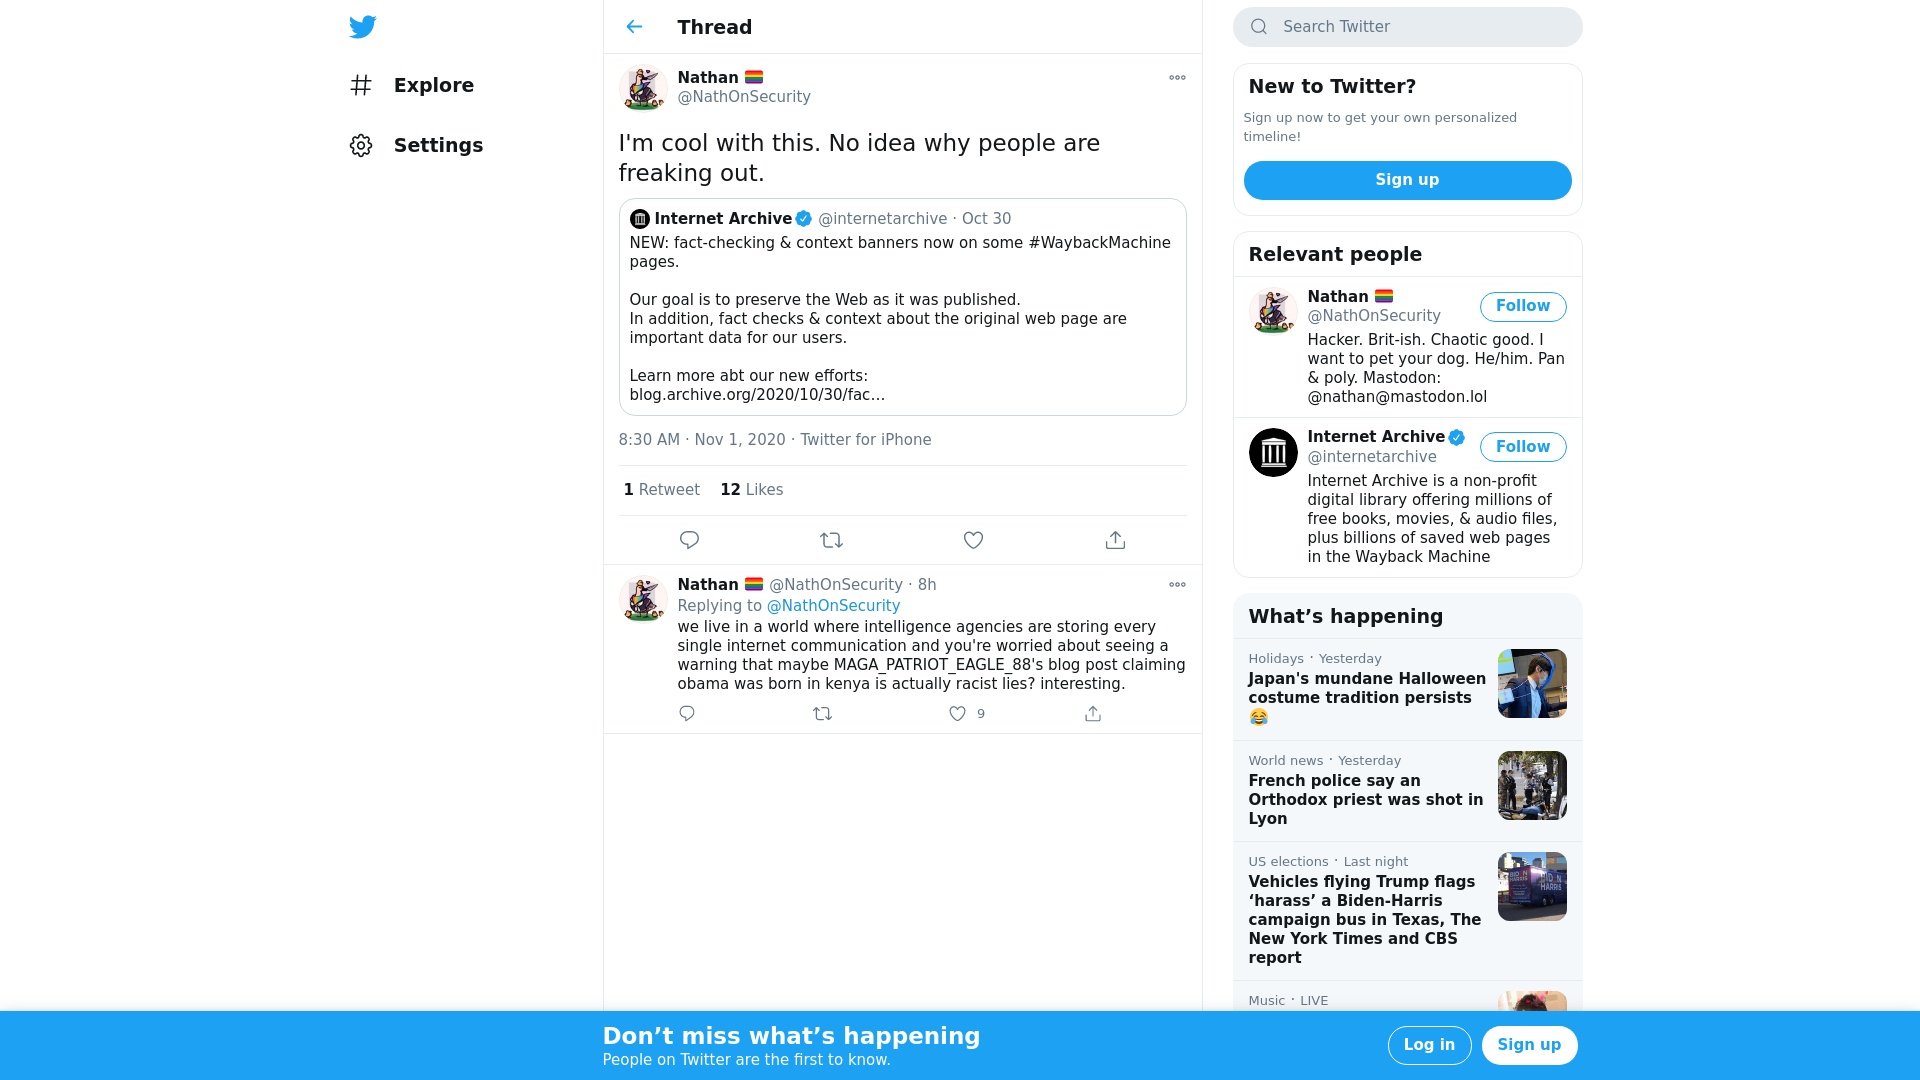 Explore
Settings
Thread
Nathan 🏳️‍🌈
@NathOnSecurity
I'm cool with this. No idea why people are
freaking out.
Internet Archive @internetarchive · Oct 30
NEW: fact-checking & context banners now on some #WaybackMachine
pages.
Our goal is to preserve the Web as it was published.
In addition, fact checks & context about the original web page are
important data for our users.
Learn more abt our new efforts:
blog.archive.org/2020/10/30/fac…
8:30 AM · Nov 1, 2020 · Twitter for iPhone
1 Retweet 12 Likes
Nathan 🏳️‍🌈 @NathOnSecurity · 8h
Replying to @NathOnSecurity
we live in a world where intelligence agencies are storing every
single internet communication and you're worried about seeing a
warning that maybe MAGA_PATRIOT_EAGLE_88's blog post claiming
obama was born in kenya is actually racist lies? interesting.
9
Search Twitter
New to Twitter?
Sign up now to get your own personalized
timeline!
Sign up
Relevant people
Nathan 🏳️‍🌈
@NathOnSecurity
Follow
Hacker. Brit-ish. Chaotic good. I
want to pet your dog. He/him. Pan
& poly. Mastodon:
@nathan@mastodon.lol
Internet Archive
@internetarchive
Follow
Internet Archive is a non-profit
digital library offering millions of
free books, movies, & audio files,
plus billions of saved web pages
in the Wayback Machine
What’s happening
Holidays · Yesterday
Japan's mundane Halloween
costume tradition persists
😂
World news · Yesterday
French police say an
Orthodox priest was shot in
Lyon
US elections · Last night
Vehicles flying Trump flags
‘harass’ a Biden-Harris
campaign bus in Texas, The
New York Times and CBS
report
Music · LIVE
Don’t miss what’s happening
People on Twitter are the first to know.
Log in
Sign up